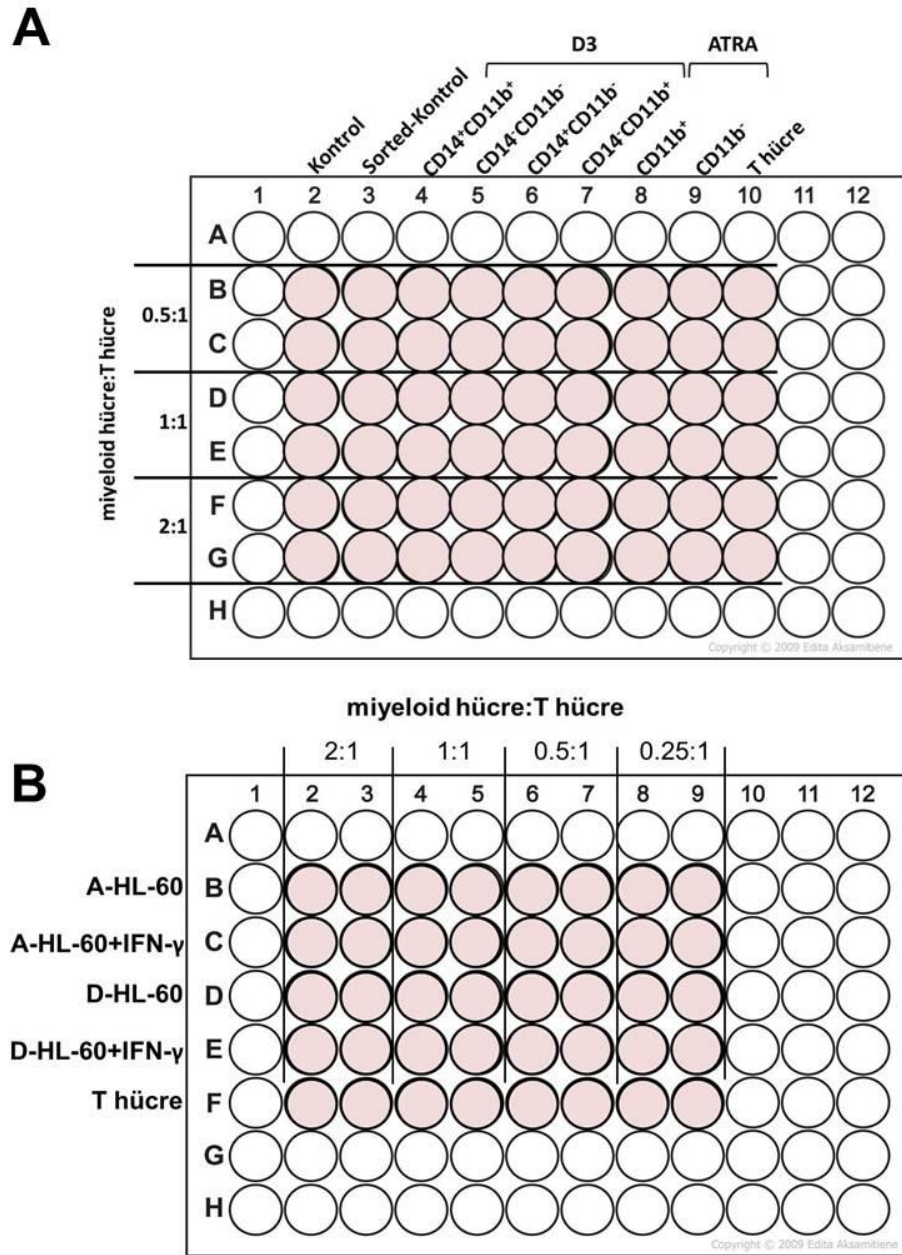 A
D3 ATRA
Kontrol
Sorted-Kontrol
CD14⁺CD11b⁺
CD14⁻CD11b⁻
CD14⁺CD11b⁻
CD14⁻CD11b⁺
CD11b⁺
CD11b⁻
T hücre
1 2 3 4 5 6 7 8 9 10 11 12
A
B
C
D
E
F
G
H
miyeloid hücre:T hücre
0.5:1
1:1
2:1
Copyright © 2009 Edita Aksamitiene
miyeloid hücre:T hücre
2:1 1:1 0.5:1 0.25:1
B
1 2 3 4 5 6 7 8 9 10 11 12
A
A-HL-60 B
A-HL-60+IFN-γ C
D-HL-60 D
D-HL-60+IFN-γ E
T hücre F
G
H
Copyright © 2009 Edita Aksamitiene